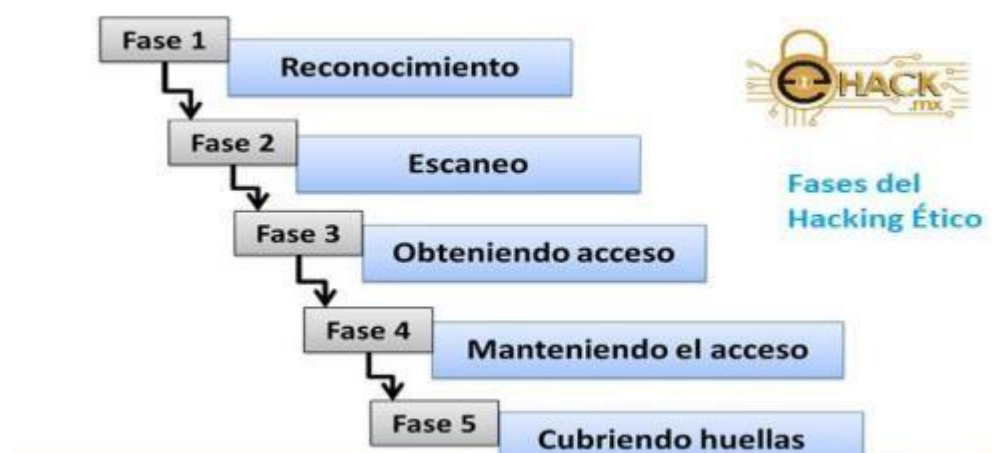 Fase 1
Reconocimiento
Fase 2
Escaneo
Fase 3
Obteniendo acceso
Fase 4
Manteniendo el acceso
Fase 5
Cubriendo huellas
eHACK
.mx
Fases del
Hacking Ético